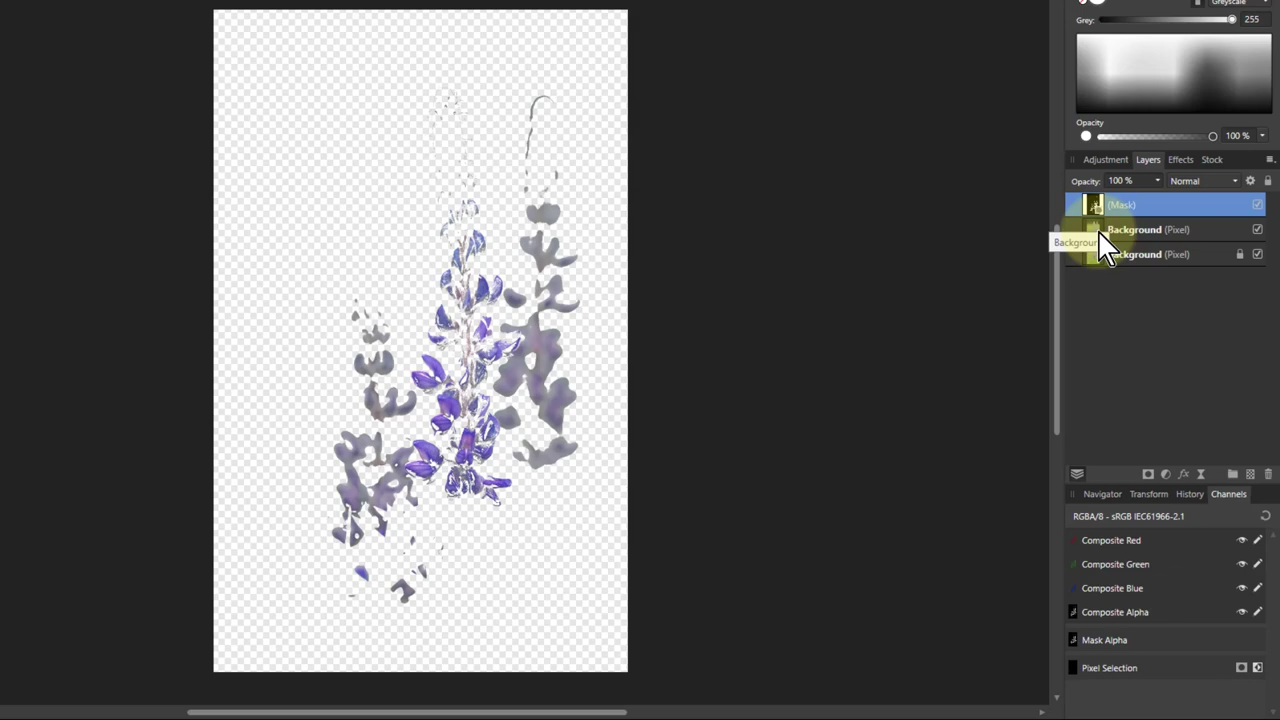 Greyscale
Grey: 255
Opacity
100 %
Adjustment Layers Effects Stock
Opacity: 100 % Normal
(Mask)
Background (Pixel)
Background (Pixel)
Navigator Transform History Channels
RGBA/8 - sRGB IEC61966-2.1
Composite Red
Composite Green
Composite Blue
Composite Alpha
Mask Alpha
Pixel Selection